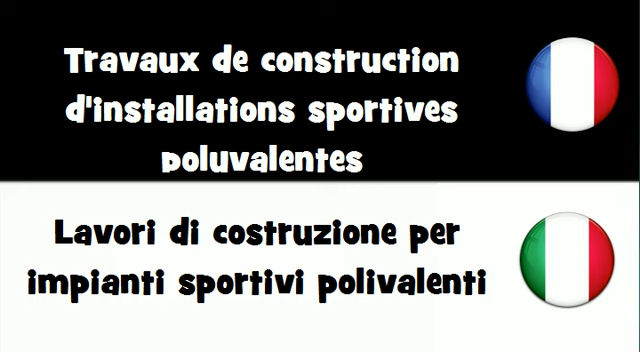 Travaux de construction
d'installations sportives
poluvalentes
Lavori di costruzione per
impianti sportivi polivalenti